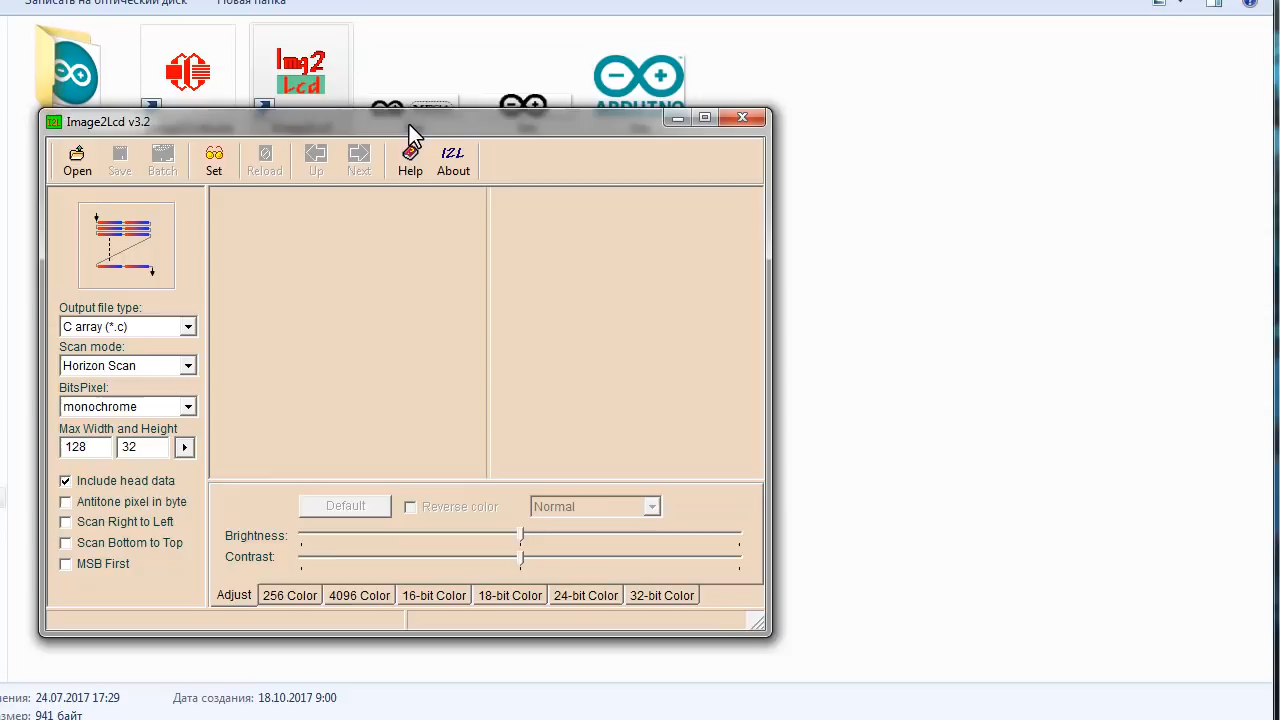 Записать на оптический диск Новая папка
Img2
Lcd
ARDUINO
Image2Lcd v3.2
Open Save Batch Set Reload Up Next Help I2L About
Output file type:
C array (*.c)
Scan mode:
Horizon Scan
BitsPixel:
monochrome
Max Width and Height
128 32
Include head data
Antitone pixel in byte
Scan Right to Left
Scan Bottom to Top
MSB First
Default Reverse color Normal
Brightness:
Contrast:
Adjust 256 Color 4096 Color 16-bit Color 18-bit Color 24-bit Color 32-bit Color
24.07.2017 17:29 Дата создания: 18.10.2017 9:00
941 байт